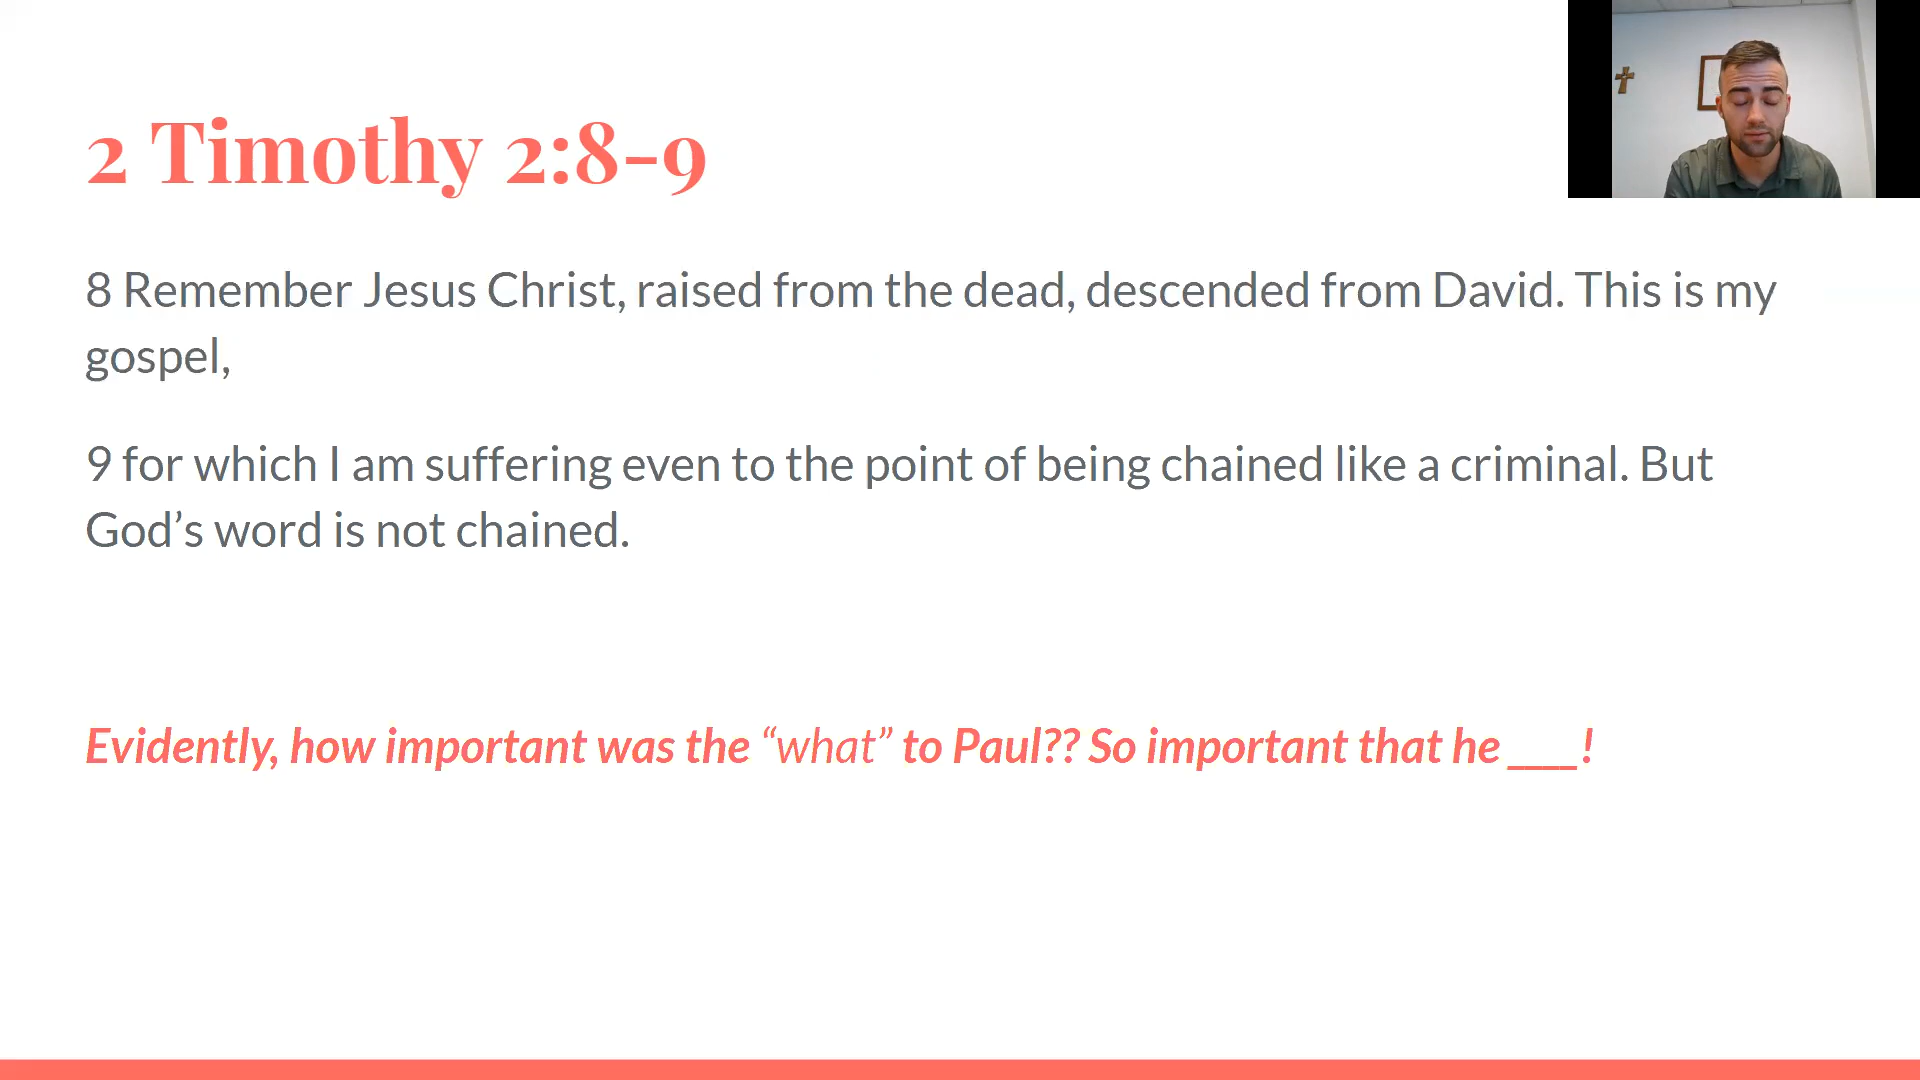 2 Timothy 2:8-9
8 Remember Jesus Christ, raised from the dead, descended from David. This is my
gospel,
9 for which I am suffering even to the point of being chained like a criminal. But
God’s word is not chained.
Evidently, how important was the “what” to Paul?? So important that he ____!